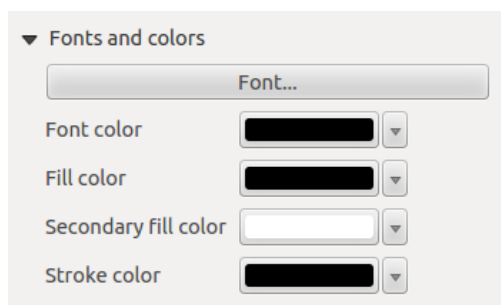 Fonts and colors
Font...
Font color
Fill color
Secondary fill color
Stroke color